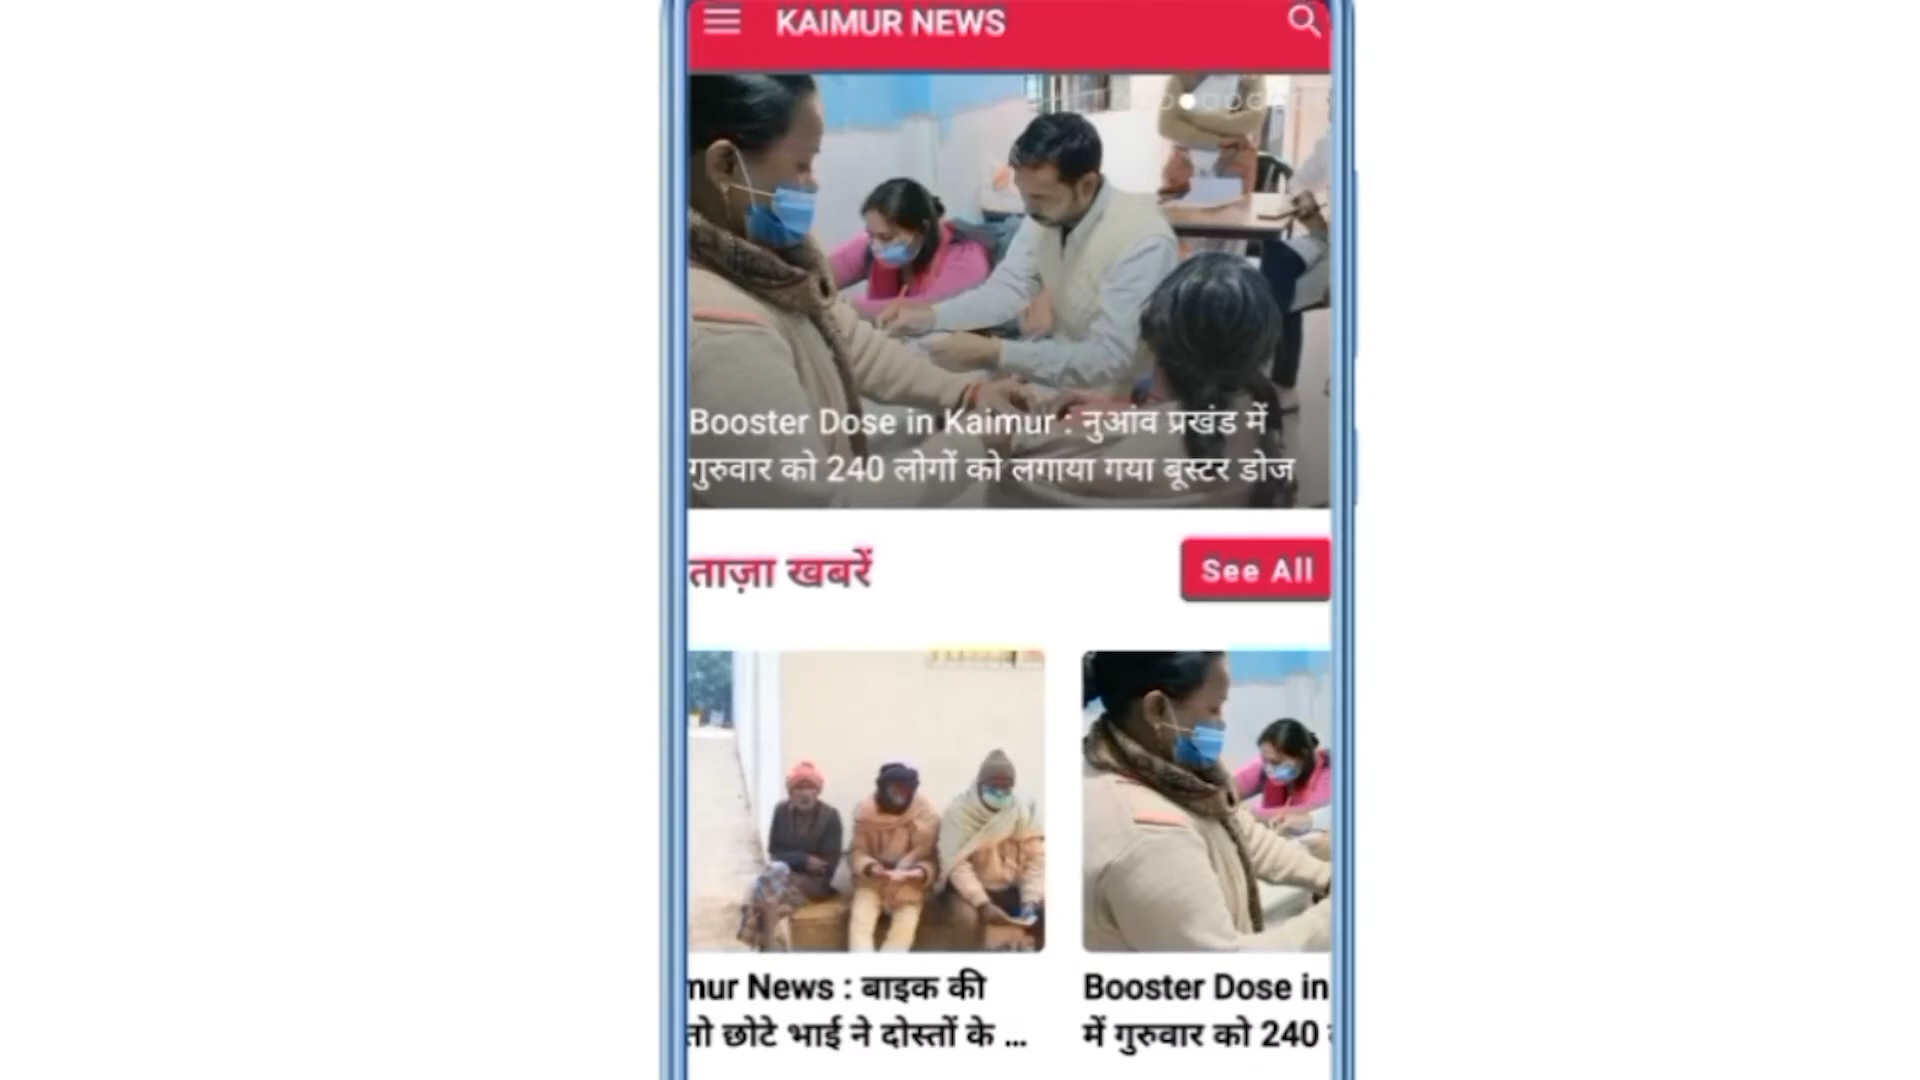 KAIMUR NEWS
Booster Dose in Kaimur : नुआंव प्रखंड में
गुरुवार को 240 लोगों को लगाया गया बूस्टर डोज
ताज़ा खबरें
See All
mur News : बाइक की
तो छोटे भाई ने दोस्तों के ...
Booster Dose in
में गुरुवार को 240